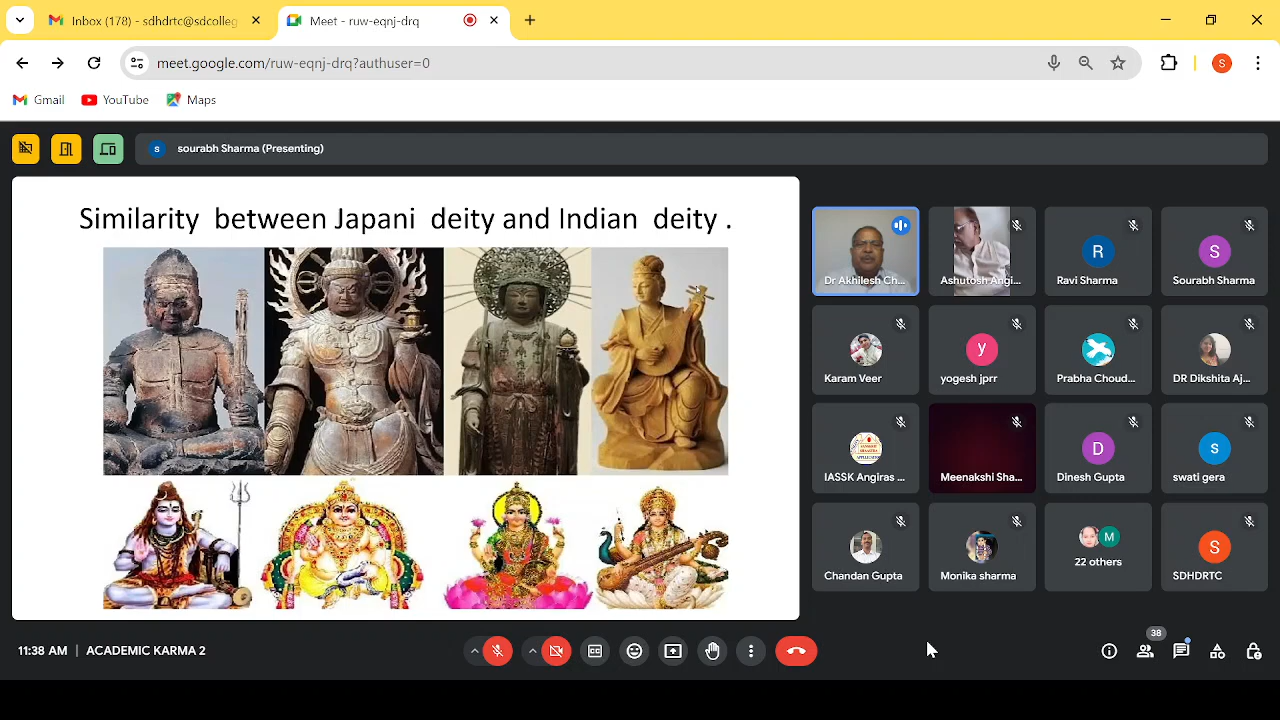 Inbox (178) - sdhdrtc@sdcolleg
Meet - ruw-eqnj-drq
meet.google.com/ruw-eqnj-drq?authuser=0
S
Gmail
YouTube
Maps
s
sourabh Sharma (Presenting)
Similarity between Japani deity and Indian deity .
Dr Akhilesh Ch...
Ashutosh Angi...
R
Ravi Sharma
S
Sourabh Sharma
Karam Veer
y
yogesh jprr
Prabha Choud...
DR Dikshita Aj...
IASSK Angiras ...
Meenakshi Sha...
D
Dinesh Gupta
s
swati gera
Chandan Gupta
Monika sharma
M
22 others
S
SDHDRTC
11:38 AM | ACADEMIC KARMA 2
38